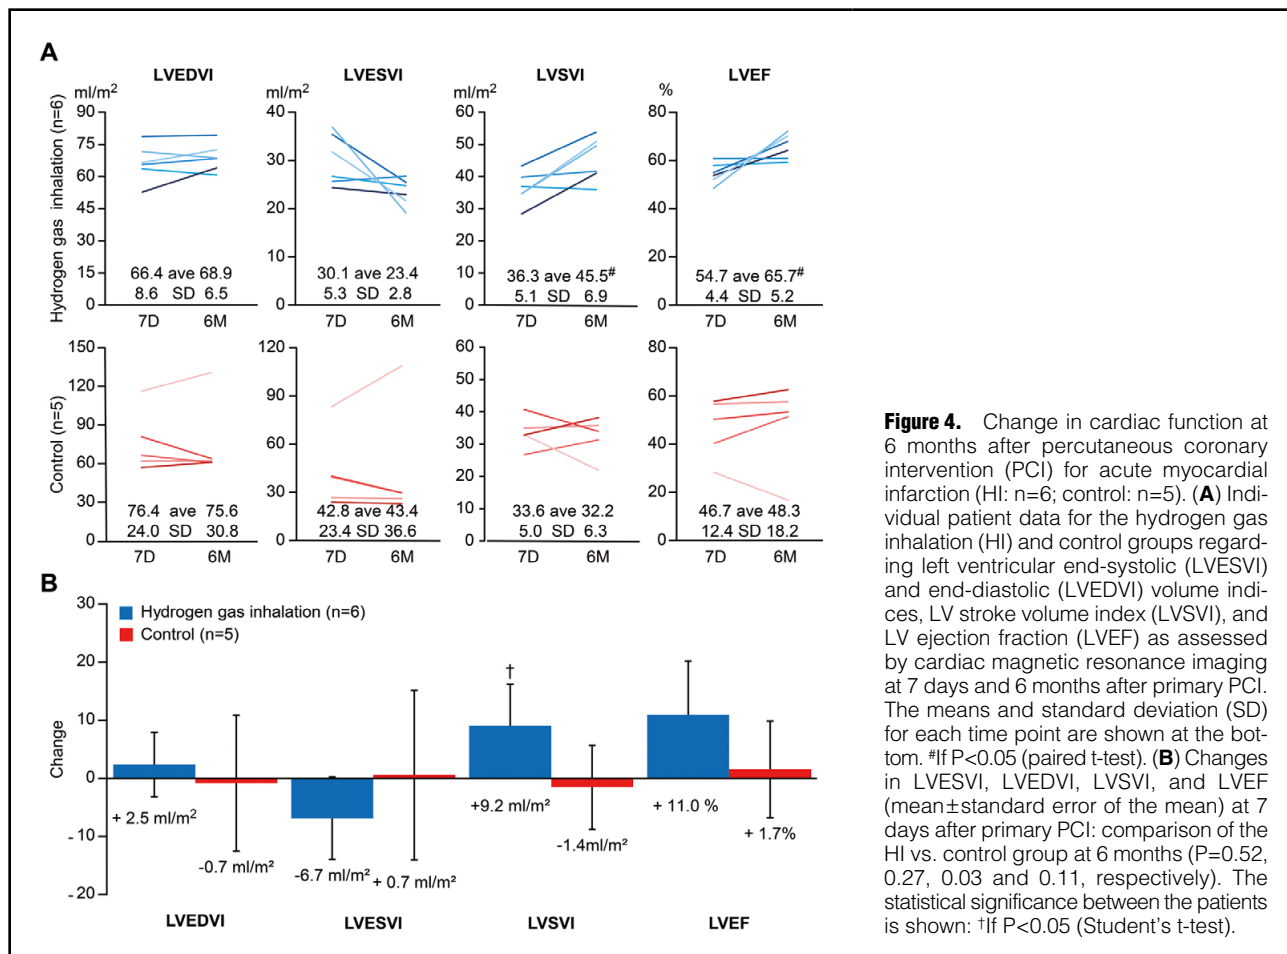 A
LVEDVI LVESVI LVSVI LVEF
ml/m² ml/m² ml/m² %
Hydrogen gas inhalation (n=6)
90 40 60 80
75 50
60 30 40 60
45 20 30 40
30 20
15 10 10 20
0 0 0 0
66.4 ave 68.9 30.1 ave 23.4 36.3 ave 45.5# 54.7 ave 65.7#
8.6 SD 6.5 5.3 SD 2.8 5.1 SD 6.9 4.4 SD 5.2
7D 6M 7D 6M 7D 6M 7D 6M
Control (n=5)
150 120 60 80
120 90 50 60
90 60 40 40
60 30 30 20
30 0 20 0
0 10
0
76.4 ave 75.6 42.8 ave 43.4 33.6 ave 32.2 46.7 ave 48.3
24.0 SD 30.8 23.4 SD 36.6 5.0 SD 6.3 12.4 SD 18.2
7D 6M 7D 6M 7D 6M 7D 6M
B
Change
30
20
10
0
-10
-20
Hydrogen gas inhalation (n=6)
Control (n=5)
†
+ 2.5 ml/m² -0.7 ml/m² -6.7 ml/m² + 0.7 ml/m² +9.2 ml/m² -1.4ml/m² + 11.0 % + 1.7%
LVEDVI LVESVI LVSVI LVEF
Figure 4. Change in cardiac function at
6 months after percutaneous coronary
intervention (PCI) for acute myocardial
infarction (HI: n=6; control: n=5). (A) Indi-
vidual patient data for the hydrogen gas
inhalation (HI) and control groups regard-
ing left ventricular end-systolic (LVESVI)
and end-diastolic (LVEDVI) volume indi-
ces, LV stroke volume index (LVSVI), and
LV ejection fraction (LVEF) as assessed
by cardiac magnetic resonance imaging
at 7 days and 6 months after primary PCI.
The means and standard deviation (SD)
for each time point are shown at the bot-
tom. #If P<0.05 (paired t-test). (B) Changes
in LVESVI, LVEDVI, LVSVI, and LVEF
(mean±standard error of the mean) at 7
days after primary PCI: comparison of the
HI vs. control group at 6 months (P=0.52,
0.27, 0.03 and 0.11, respectively). The
statistical significance between the patients
is shown: †If P<0.05 (Student's t-test).